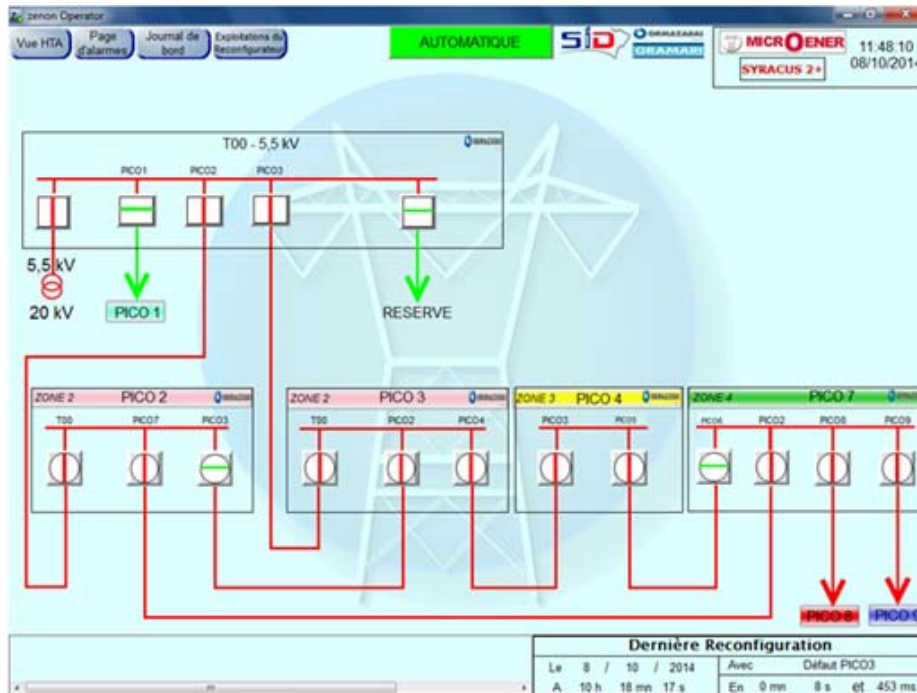 zenon Operator
Vue HTA
Page d'alarmes
Journal de bord
Exploitations du Reconfigurateur
AUTOMATIQUE
SID
ORMAZABAL
MICROENER
SYRACUS 2+
11:48:10
08/10/2014
T00 - 5,5 kV
PICO1 PICO2 PICO3
5,5 kV
20 kV
PICO 1
RESERVE
ZONE 2 PICO 2
T00 PICO7 PICO3
ZONE 2 PICO 3
T00 PICO2 PICO4
ZONE 3 PICO 4
PICO3 PICO5
ZONE 4 PICO 7
PICO6 PICO2 PICO8 PICO9
PICO 8 PICO 9
Dernière Reconfiguration
Le 8 / 10 / 2014 Avec Défaut PICO3
A 10 h 18 mn 17 s En 0 mn 8 s et 453 ms